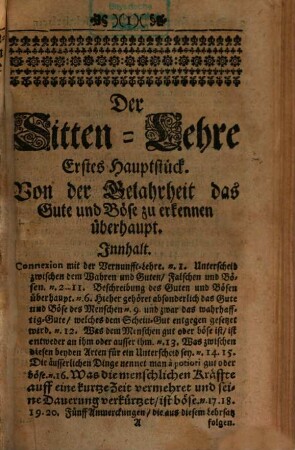 1
Der
Sitten-Lehre
Erstes Hauptstück.
Von der Gelahrheit das
Gute und Böse zu erkennen
überhaupt.
Innhalt.
Connexion mit der Vernunfft-Lehre. n. 1. Unterscheid
zwischen dem Wahren und Guten/ Falschen und Bö-
sen. n. 2-11. Beschreibung des Guten und Bösen
überhaupt. n. 6. Hieher gehöret absonderlich das Gute
und Böse des Menschen n. 9 und zwar das wahrhaff-
tig-Gute/ welches dem Schein-Gut entgegen gesetzet
wird. n. 12. Was dem Menschen gut oder böse ist/ ist
entweder an ihm oder ausser ihm. n. 13. Was zwischen
diesen beyden Arten für ein Unterscheid sey. n. 14. 15.
Die äusserlichen Dinge nennet man à potiori gut oder
böse. n. 16. Was die menschlichen Kräffte
auff eine kurtze Zeit vermehret und sei-
ne Dauerung verkürtzet/ ist böse. n. 17. 18.
19. 20. Fünff Anmerckungen/ die aus diesem Lehrsatz
A folgen.